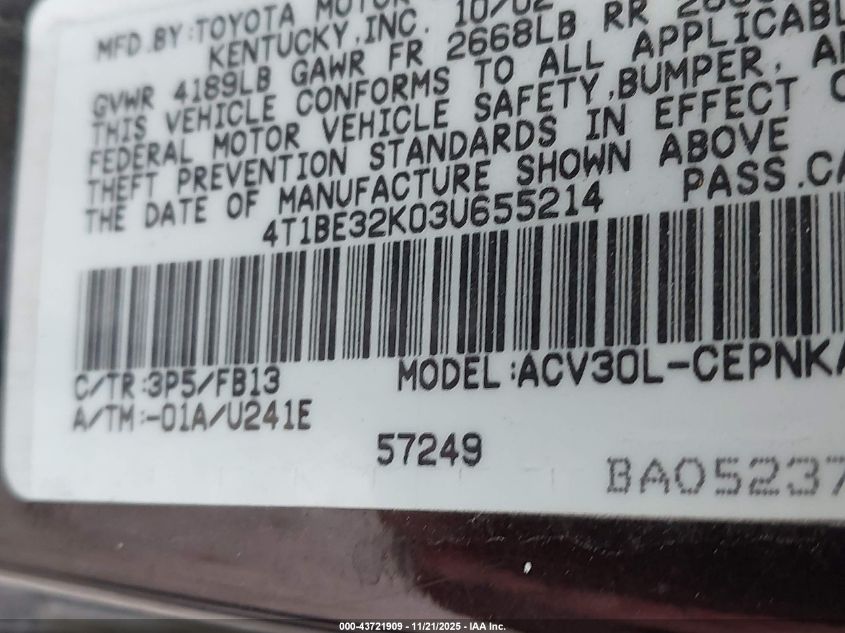 MFD.BY:TOYOTA MOTOR
KENTUCKY,INC. 10/02
GVWR 4189LB GAWR FR 2668LB RR
THIS VEHICLE CONFORMS TO ALL APPLICABL
FEDERAL MOTOR VEHICLE SAFETY,BUMPER, AN
THEFT PREVENTION STANDARDS IN EFFECT O
THE DATE OF MANUFACTURE SHOWN ABOVE
4T1BE32K03U655214 PASS.CA
C/TR:3P5/FB13 MODEL:ACV30L-CEPNKA
A/TM:-01A/U241E
57249
BA05237
000-43721909 - 11/21/2025 - IAA Inc.